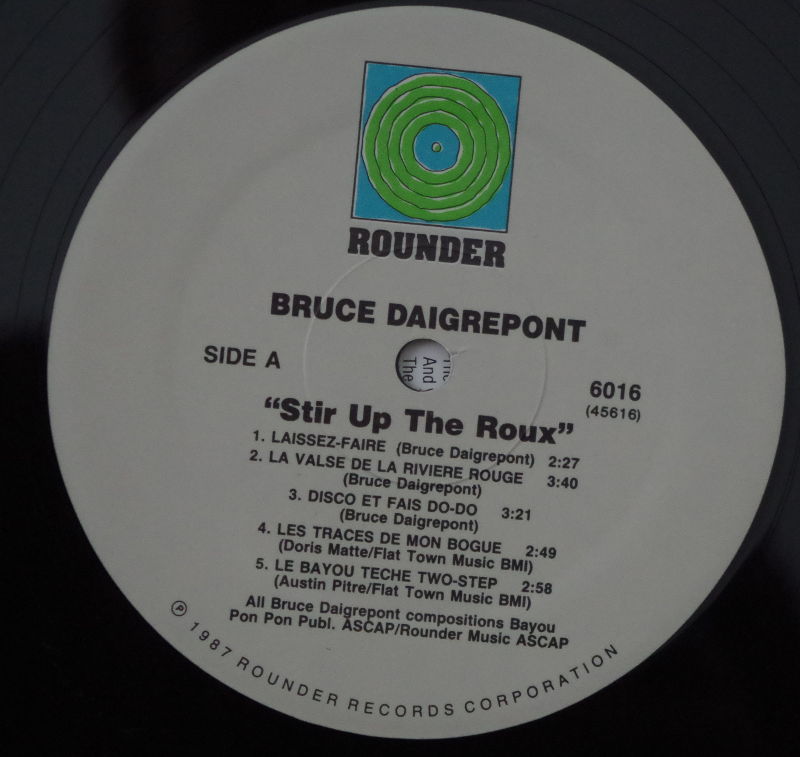 ROUNDER
BRUCE DAIGREPONT
SIDE A
And
The
6016
(45616)
“Stir Up The Roux”
1. LAISSEZ-FAIRE (Bruce Daigrepont) 2:27
2. LA VALSE DE LA RIVIERE ROUGE 3:40
(Bruce Daigrepont)
3. DISCO ET FAIS DO-DO 3:21
(Bruce Daigrepont)
4. LES TRACES DE MON BOGUE 2:49
(Doris Matte/Flat Town Music BMI)
5. LE BAYOU TECHE TWO-STEP 2:58
(Austin Pitre/Flat Town Music BMI)
All Bruce Daigrepont compositions Bayou
Pon Pon Publ. ASCAP/Rounder Music ASCAP
℗ 1987 ROUNDER RECORDS CORPORATION